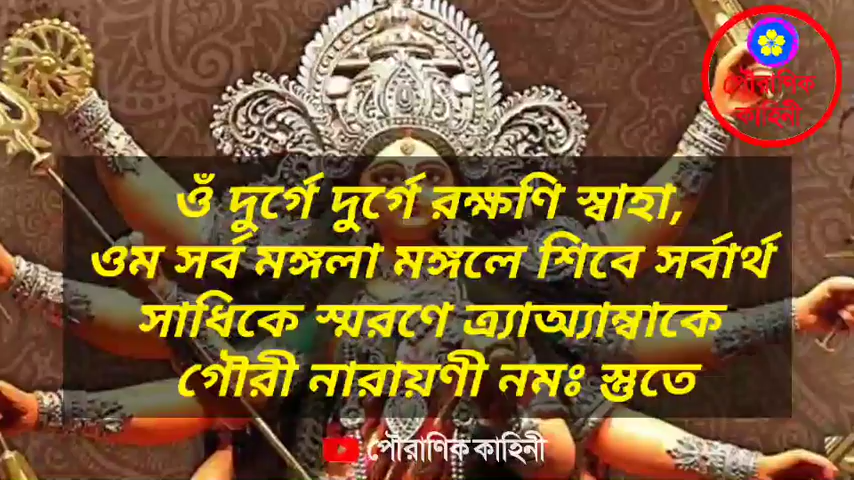 পৌরাণিক
কাহিনী
ওঁ দুর্গে দুর্গে রক্ষণি স্বাহা,
ওম সর্ব মঙ্গলা মঙ্গলে শিবে সর্বার্থ
সাধিকে স্মরণে ত্র্যাঅ্যাম্বাকে
গৌরী নারায়ণী নমঃ স্তুতে
পৌরাণিক কাহিনী